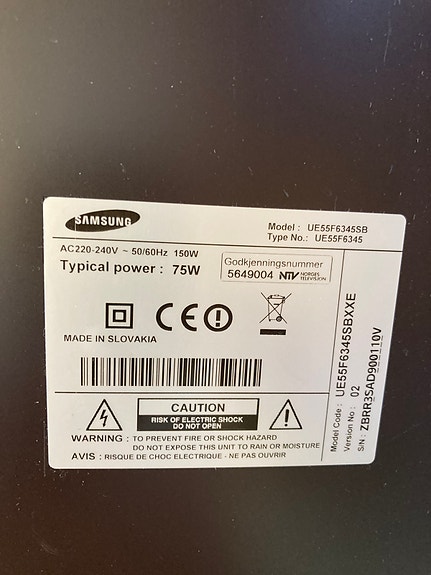 SAMSUNG
Model : UE55F6345SB
Type No.: UE55F6345
AC220-240V ~ 50/60Hz 150W
Typical power : 75W
Godkjenningsnummer
5649004 NTV NORGES TELEVISION
CE
MADE IN SLOVAKIA
CAUTION
RISK OF ELECTRIC SHOCK
DO NOT OPEN
WARNING : TO PREVENT FIRE OR SHOCK HAZARD
DO NOT EXPOSE THIS UNIT TO RAIN OR MOISTURE
AVIS : RISQUE DE CHOC ELECTRIQUE - NE PAS OUVRIR
Model Code : UE55F6345SBXXE
Version No : 02
S/N : ZBRR3SAD900110V